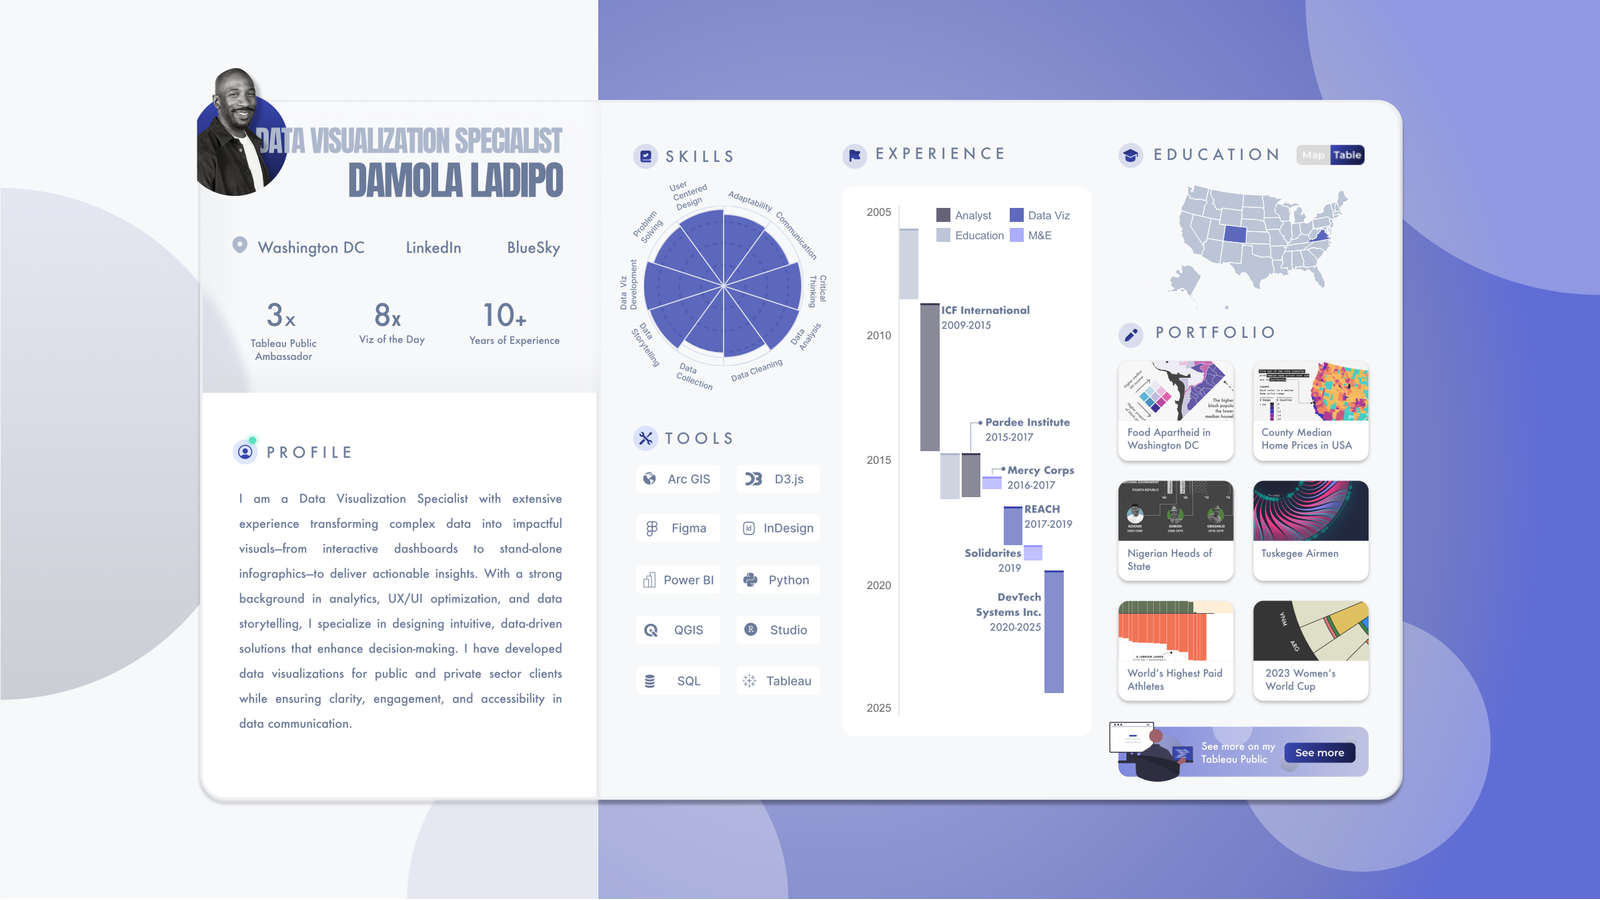 DATA VISUALIZATION SPECIALIST
DAMOLA LADIPO
Washington DC
LinkedIn
BlueSky
3x
Tableau Public
Ambassador
8x
Viz of the Day
10+
Years of Experience
PROFILE
I am a Data Visualization Specialist with extensive
experience transforming complex data into impactful
visuals—from interactive dashboards to stand-alone
infographics—to deliver actionable insights. With a strong
background in analytics, UX/UI optimization, and data
storytelling, I specialize in designing intuitive, data-driven
solutions that enhance decision-making. I have developed
data visualizations for public and private sector clients
while ensuring clarity, engagement, and accessibility in
data communication.
SKILLS
User
Centered
Design
Adaptability
Communication
Critical
Thinking
Data
Analysis
Data Cleaning
Data
Collection
Data
Storytelling
Data Viz
Development
Problem
Solving
TOOLS
Arc GIS
D3.js
Figma
InDesign
Power BI
Python
QGIS
Studio
SQL
Tableau
EXPERIENCE
2005
2010
2015
2020
2025
Analyst
Data Viz
Education
M&E
ICF International
2009-2015
Pardee Institute
2015-2017
Mercy Corps
2016-2017
REACH
2017-2019
Solidarites
2019
DevTech
Systems Inc.
2020-2025
EDUCATION
Map
Table
PORTFOLIO
The higher
black popula
the lower
median housel
Food Apartheid in
Washington DC
County Median
Home Prices in USA
Nigerian Heads of
State
Tuskegee Airmen
World's Highest Paid
Athletes
VNM
ARG
2023 Women's
World Cup
See more on my
Tableau Public
See more